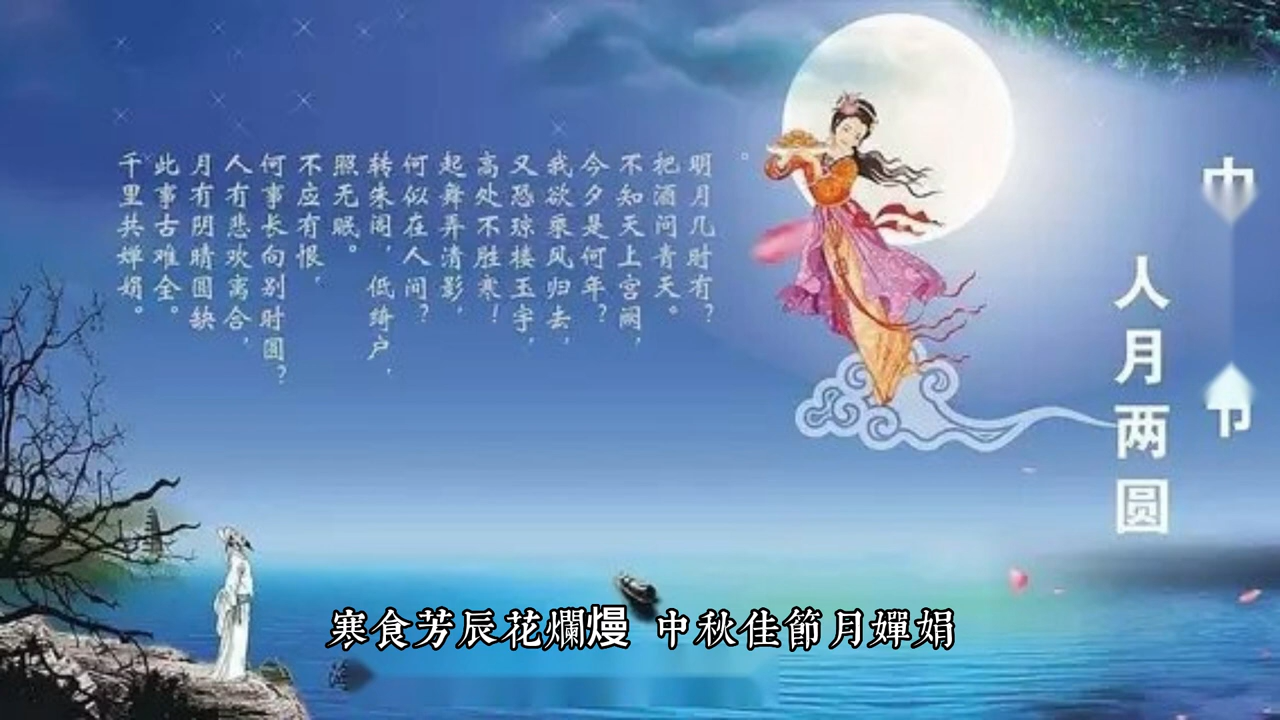 中
节
人月两圆
明月几时有?
把酒问青天。
不知天上宫阙,
今夕是何年?
我欲乘风归去,
又恐琼楼玉宇,
高处不胜寒!
起舞弄清影,
何似在人间?
转朱阁,低绮户,
照无眠。
不应有恨,
何事长向别时圆?
人有悲欢离合,
月有阴晴圆缺
此事古难全。
千里共婵娟。
寒食芳辰花爛熳 中秋佳節月嬋娟